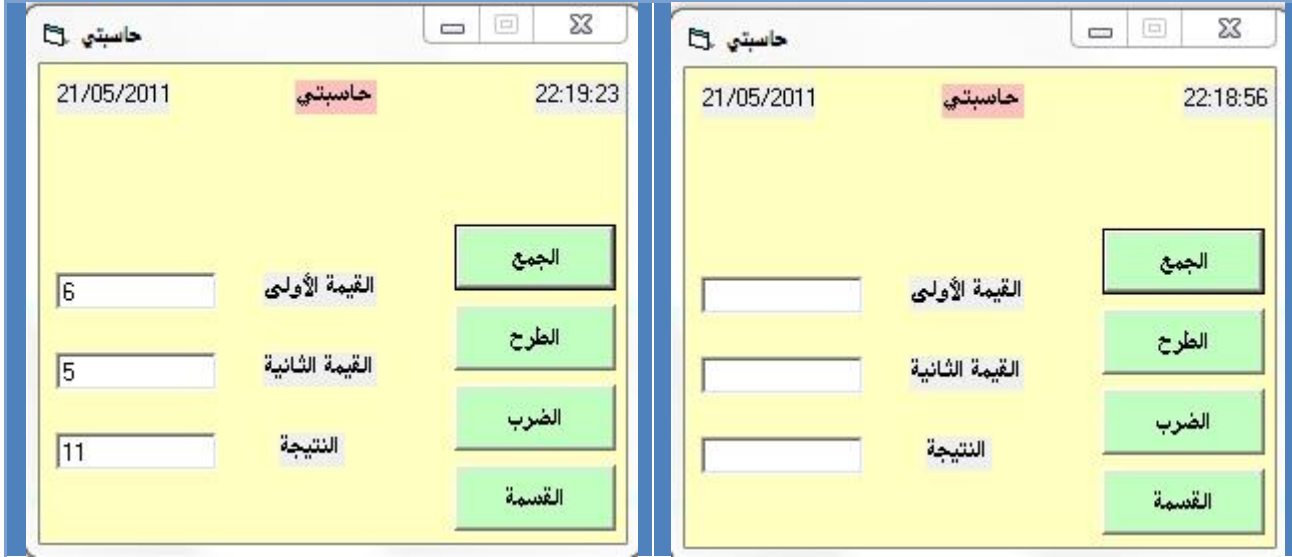 حاسبتي
21/05/2011 حاسبتي 22:19:23
الجمع
القيمة الأولى 6
الطرح
القيمة الثانية 5
الضرب
النتيجة 11
القسمة
حاسبتي
21/05/2011 حاسبتي 22:18:56
الجمع
القيمة الأولى
الطرح
القيمة الثانية
الضرب
النتيجة
القسمة